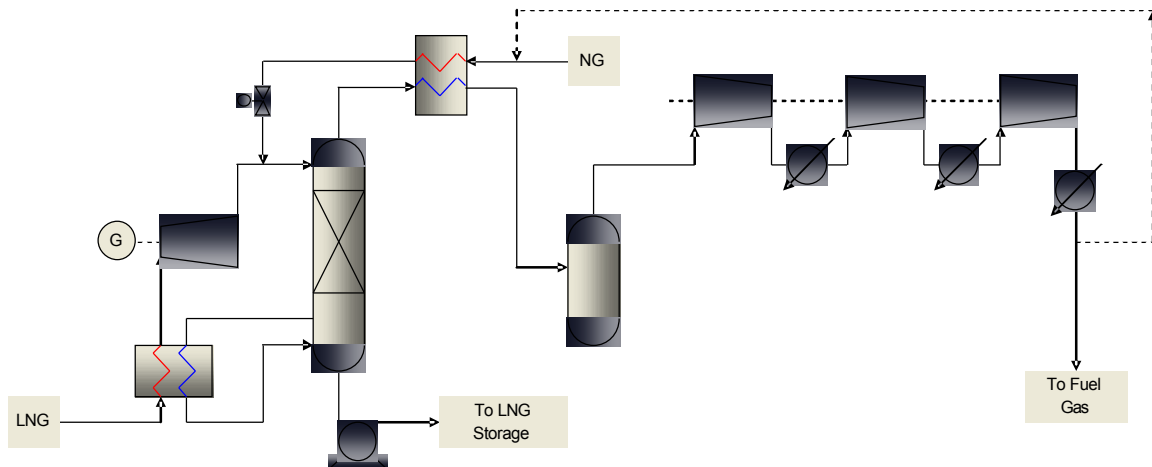 NG
G
LNG
To LNG
Storage
To Fuel
Gas